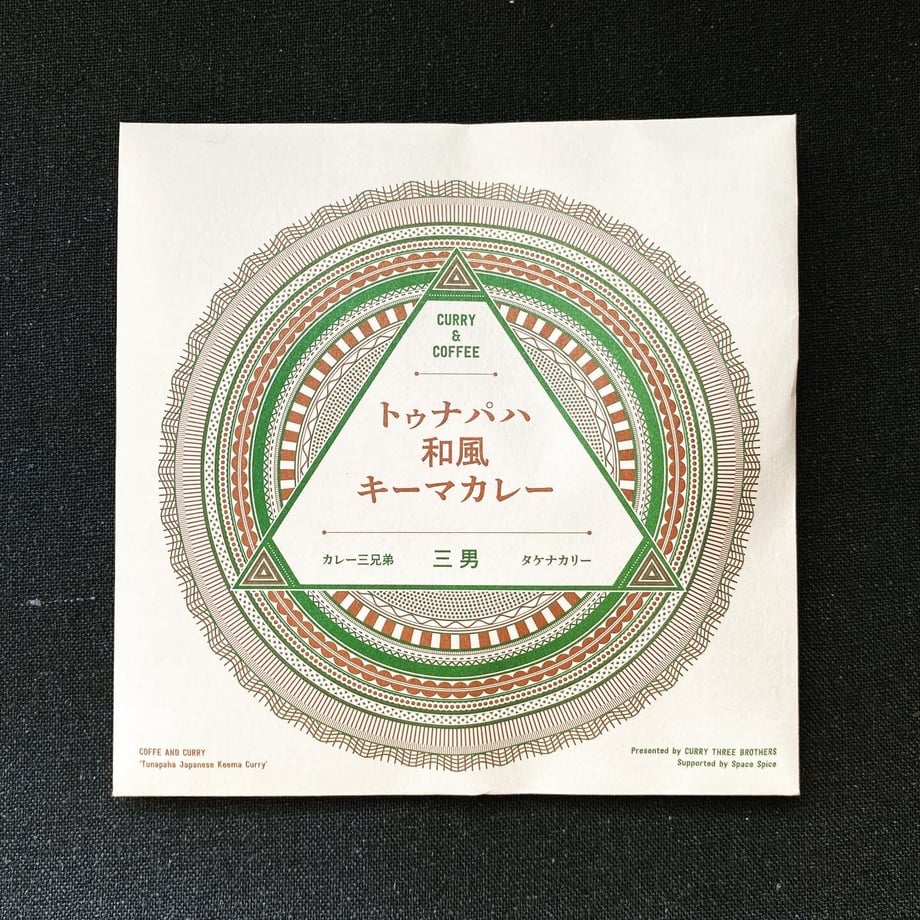 CURRY
&
COFFEE
トゥナパハ
和風
キーマカレー
カレー三兄弟 三男 タケナカリー
COFFE AND CURRY
'Tunapaha Japanese Keema Curry'
Presented by CURRY THREE BROTHERS
Supported by Space Spice